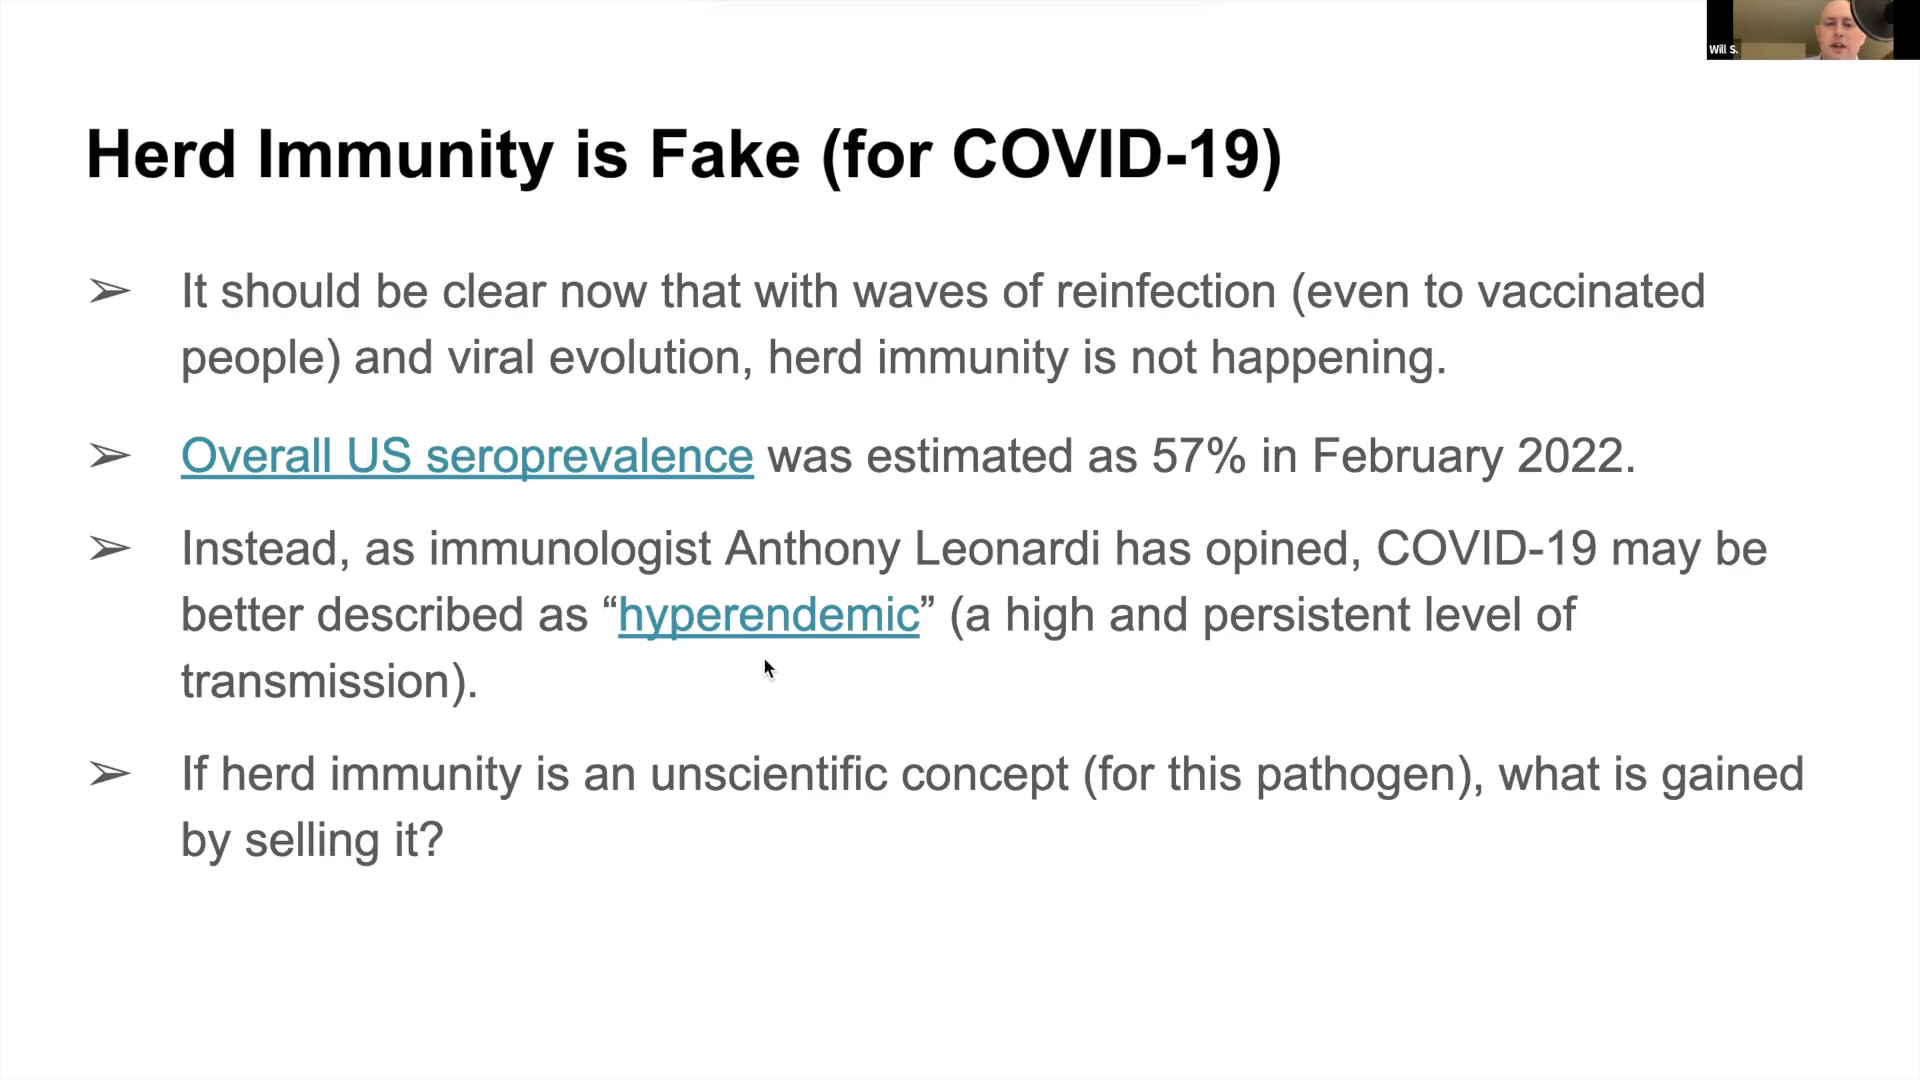 Will S.
Herd Immunity is Fake (for COVID-19)
➢ It should be clear now that with waves of reinfection (even to vaccinated
people) and viral evolution, herd immunity is not happening.
➢ Overall US seroprevalence was estimated as 57% in February 2022.
➢ Instead, as immunologist Anthony Leonardi has opined, COVID-19 may be
better described as “hyperendemic” (a high and persistent level of
transmission).
➢ If herd immunity is an unscientific concept (for this pathogen), what is gained
by selling it?